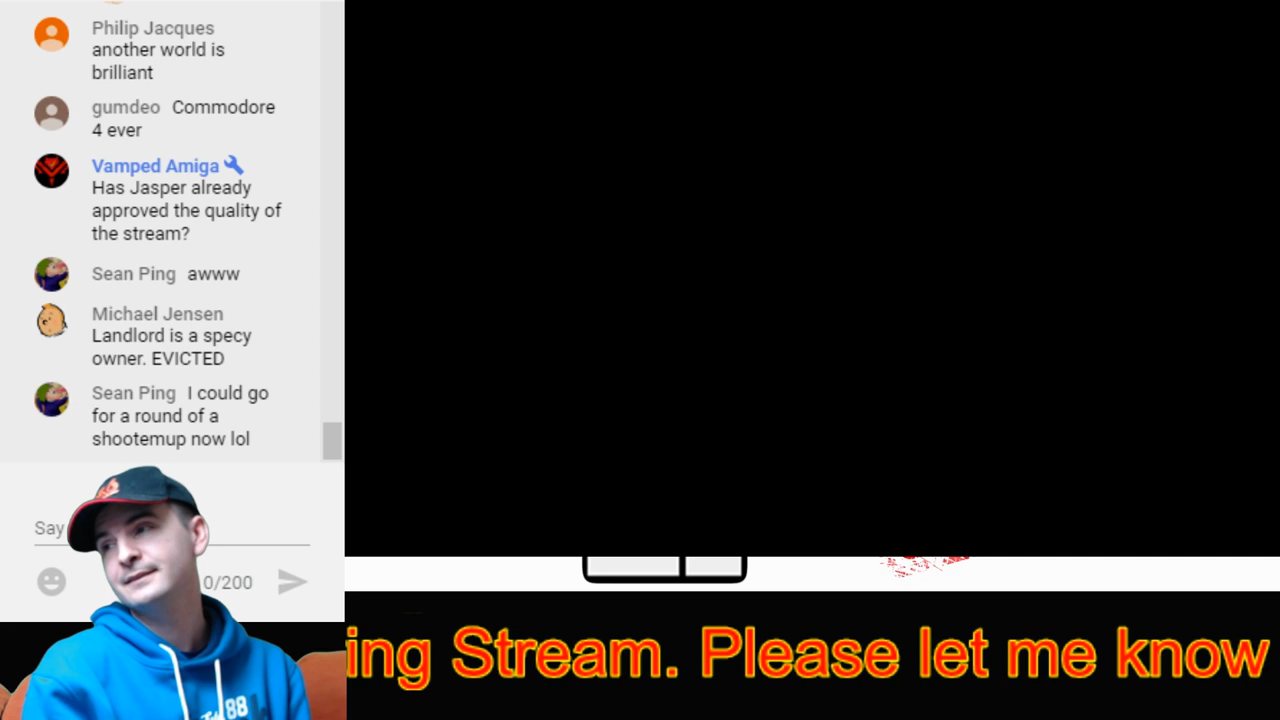 Philip Jacques
another world is
brilliant
gumdeo Commodore
4 ever
Vamped Amiga
Has Jasper already
approved the quality of
the stream?
Sean Ping awww
Michael Jensen
Landlord is a specy
owner. EVICTED
Sean Ping I could go
for a round of a
shootemup now lol
Say
0/200
88
ing Stream. Please let me know